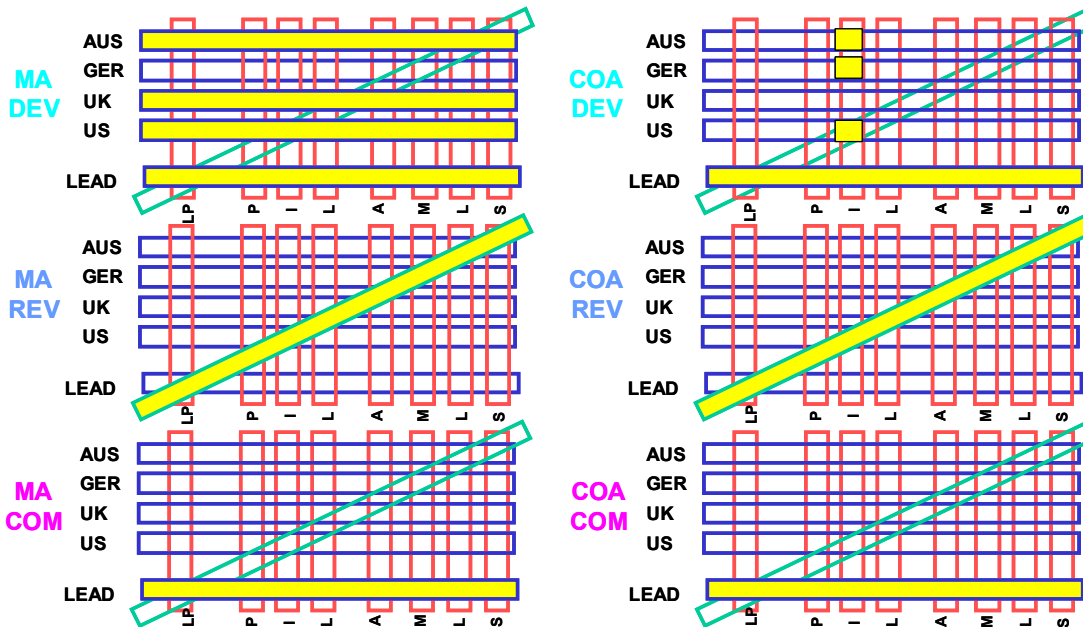 AUS
GER
MA
DEV
UK
US
LEAD
LP P I L A M L S
AUS
GER
COA
DEV
UK
US
LEAD
LP P I L A M L S
AUS
GER
MA
REV
UK
US
LEAD
LP P I L A M L S
AUS
GER
COA
REV
UK
US
LEAD
LP P I L A M L S
AUS
GER
MA
COM
UK
US
LEAD
LP P I L A M L S
AUS
GER
COA
COM
UK
US
LEAD
LP P I L A M L S